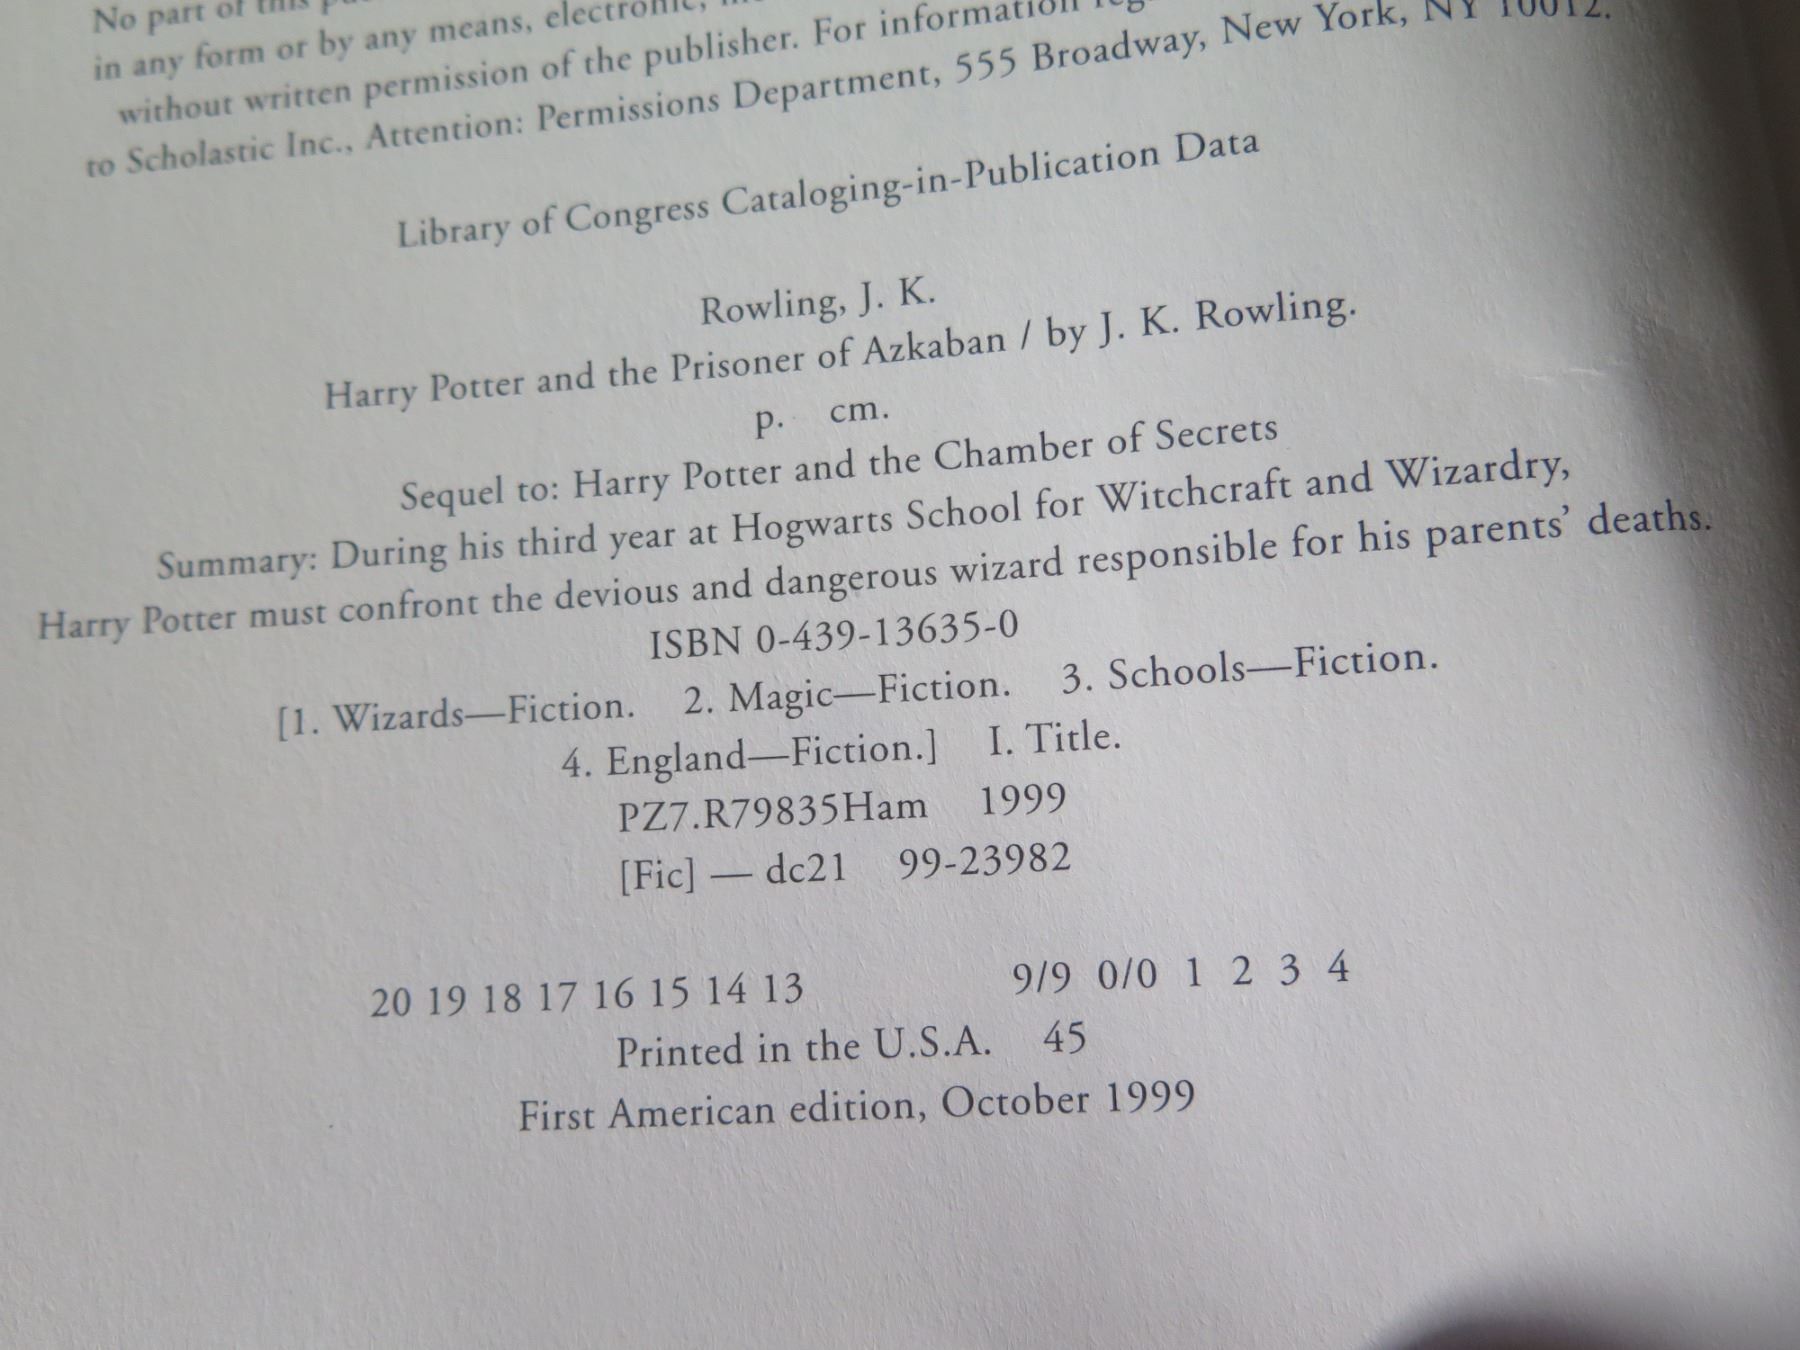 No part of this
in any form or by any means, electronic,
without written permission of the publisher. For information
to Scholastic Inc., Attention: Permissions Department, 555 Broadway, New York, NY 10012.
Library of Congress Cataloging-in-Publication Data
Rowling, J. K.
Harry Potter and the Prisoner of Azkaban / by J. K. Rowling.
p. cm.
Sequel to: Harry Potter and the Chamber of Secrets
Summary: During his third year at Hogwarts School for Witchcraft and Wizardry,
Harry Potter must confront the devious and dangerous wizard responsible for his parents’ deaths.
ISBN 0-439-13635-0
[1. Wizards—Fiction. 2. Magic—Fiction. 3. Schools—Fiction.
4. England—Fiction.] I. Title.
PZ7.R79835Ham 1999
[Fic] — dc21 99-23982
20 19 18 17 16 15 14 13 9/9 0/0 1 2 3 4
Printed in the U.S.A. 45
First American edition, October 1999